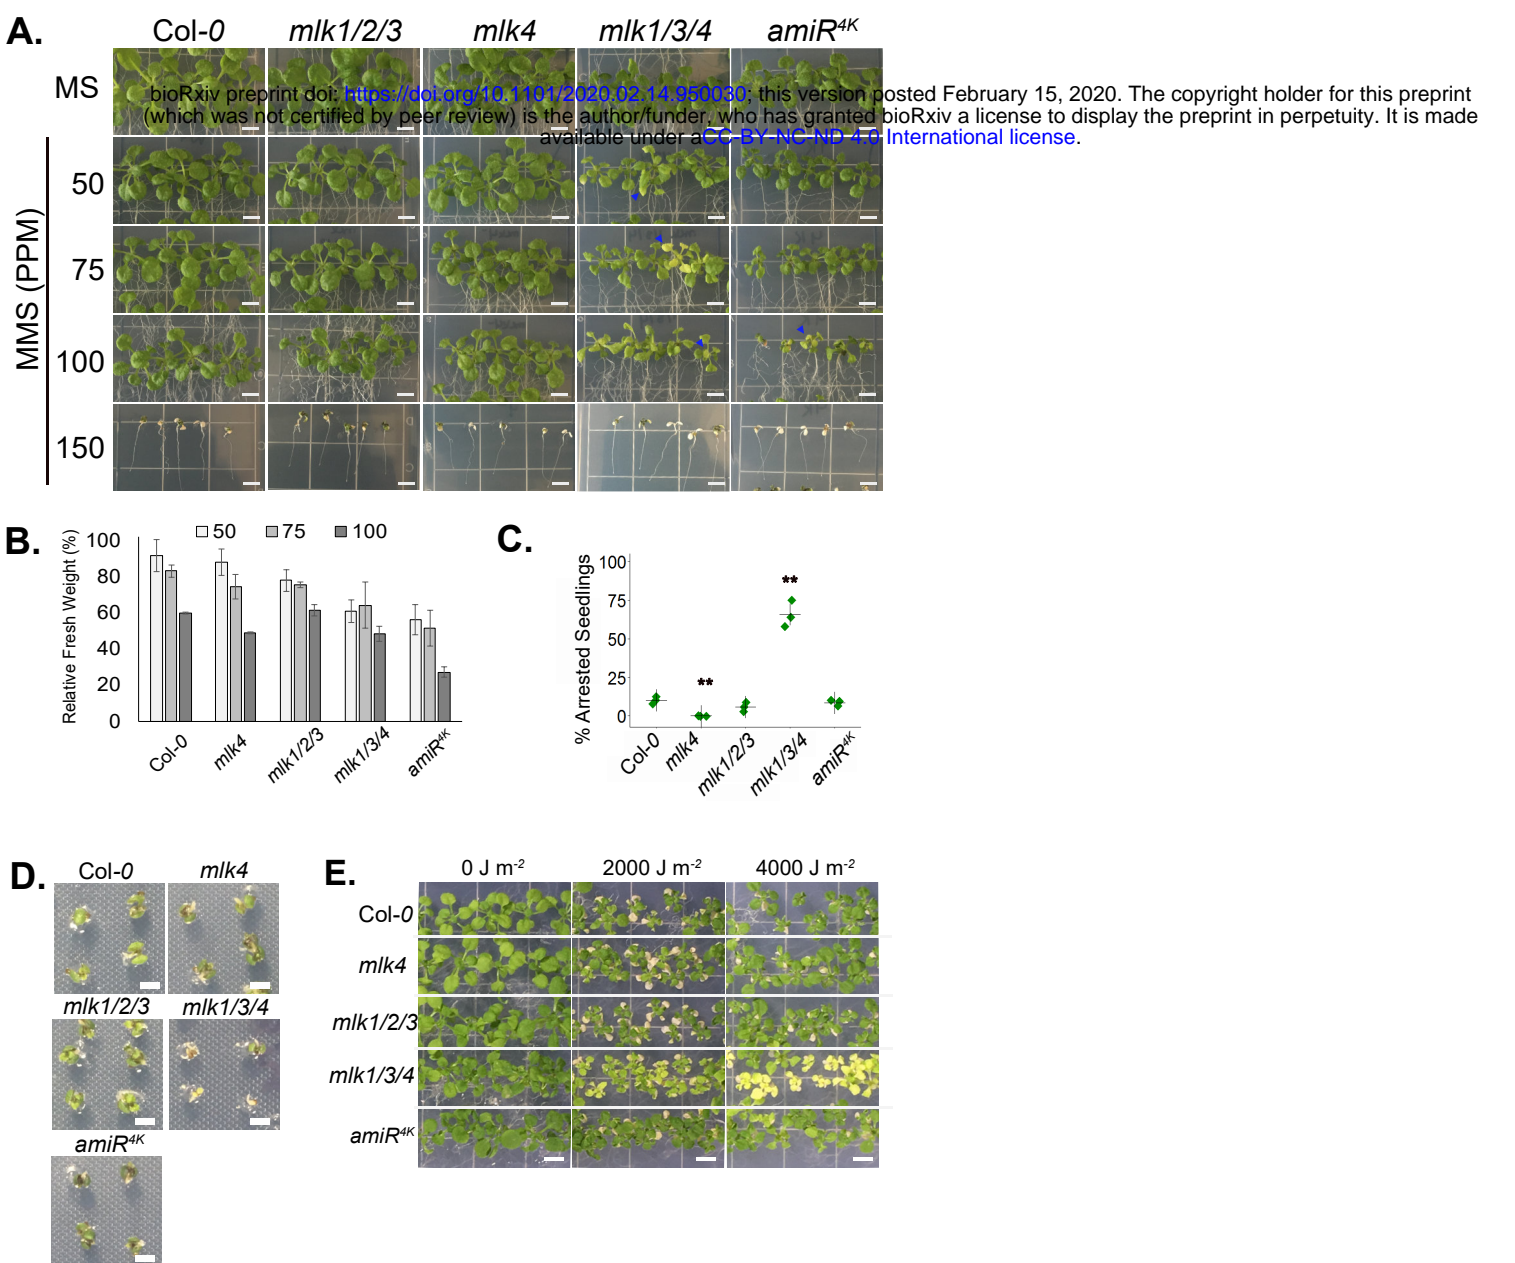 A.
Col-0 mlk1/2/3 mlk4 mlk1/3/4 amiR4K
MS
bioRxiv preprint doi: https://doi.org/10.1101/2020.02.14.950030; this version posted February 15, 2020. The copyright holder for this preprint
(which was not certified by peer review) is the author/funder, who has granted bioRxiv a license to display the preprint in perpetuity. It is made
available under aCC-BY-NC-ND 4.0 International license.
MMS (PPM)
50
75
100
150
B.
50 75 100
Relative Fresh Weight (%)
100
80
60
40
20
0
Col-0 mlk4 mlk1/2/3 mlk1/3/4 amiR4K
C.
% Arrested Seedlings
100
75
50
25
0
**
**
Col-0 mlk4 mlk1/2/3 mlk1/3/4 amiR4K
D.
Col-0 mlk4
mlk1/2/3 mlk1/3/4
amiR4K
E.
0 J m-2 2000 J m-2 4000 J m-2
Col-0
mlk4
mlk1/2/3
mlk1/3/4
amiR4K